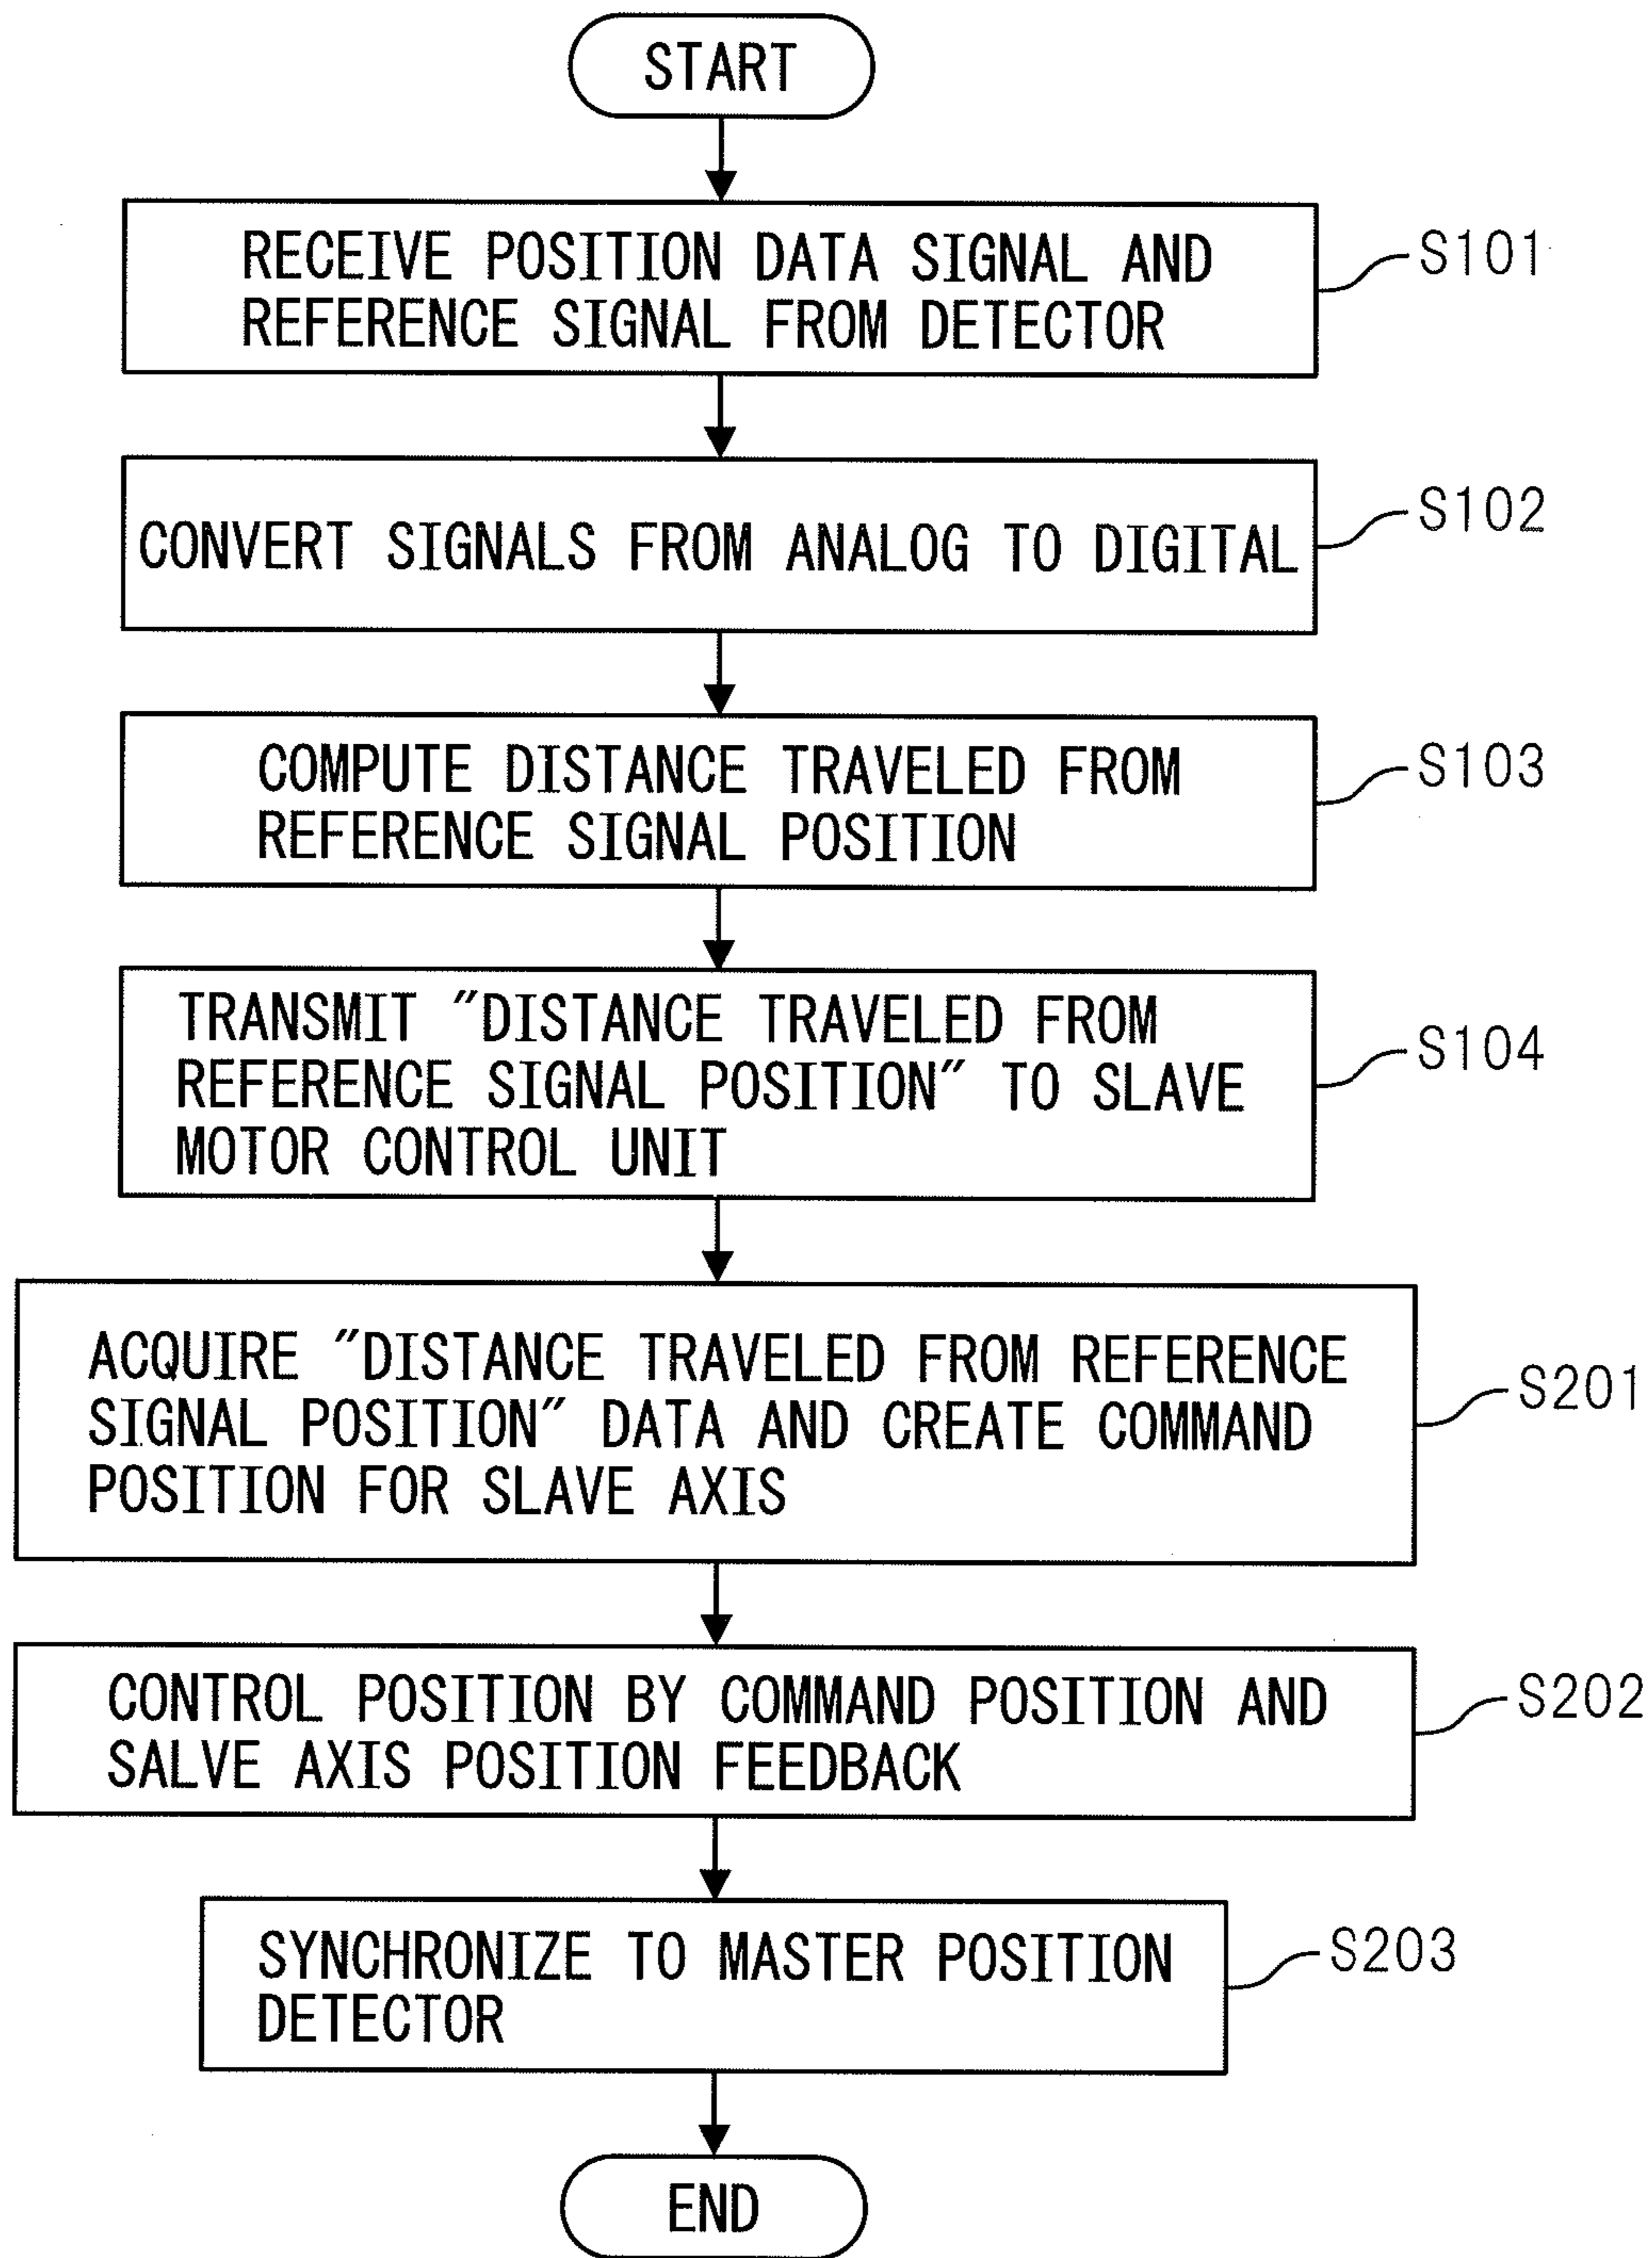 START
RECEIVE POSITION DATA SIGNAL AND
REFERENCE SIGNAL FROM DETECTOR
S101
CONVERT SIGNALS FROM ANALOG TO DIGITAL
S102
COMPUTE DISTANCE TRAVELED FROM
REFERENCE SIGNAL POSITION
S103
TRANSMIT "DISTANCE TRAVELED FROM
REFERENCE SIGNAL POSITION" TO SLAVE
MOTOR CONTROL UNIT
S104
ACQUIRE "DISTANCE TRAVELED FROM REFERENCE
SIGNAL POSITION" DATA AND CREATE COMMAND
POSITION FOR SLAVE AXIS
S201
CONTROL POSITION BY COMMAND POSITION AND
SALVE AXIS POSITION FEEDBACK
S202
SYNCHRONIZE TO MASTER POSITION
DETECTOR
S203
END